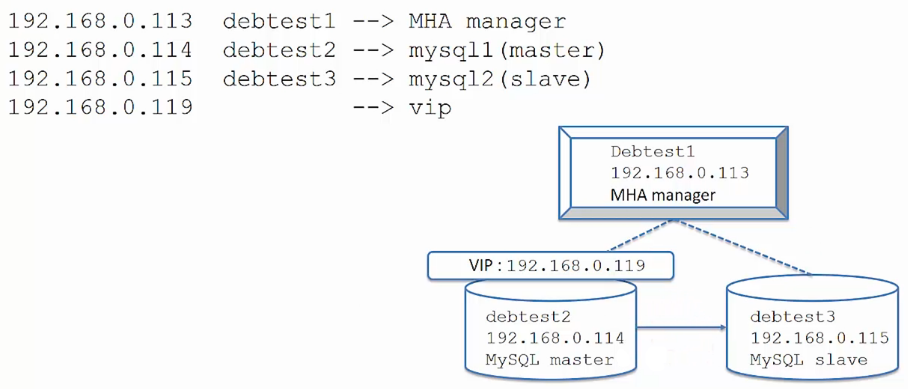 192.168.0.113  debtest1 --> MHA manager
192.168.0.114  debtest2 --> mysql1(master)
192.168.0.115  debtest3 --> mysql2(slave)
192.168.0.119           --> vip
Debtest1
192.168.0.113
MHA manager
VIP : 192.168.0.119
debtest2
192.168.0.114
MySQL master
debtest3
192.168.0.115
MySQL slave